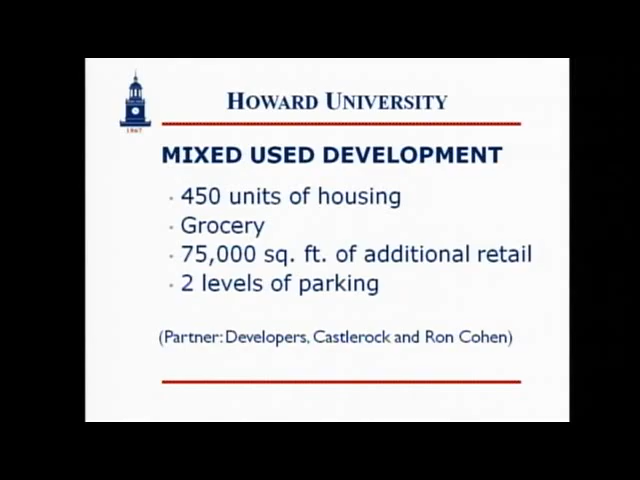 HOWARD UNIVERSITY
1867
MIXED USED DEVELOPMENT
• 450 units of housing
• Grocery
• 75,000 sq. ft. of additional retail
• 2 levels of parking
(Partner: Developers, Castlerock and Ron Cohen)